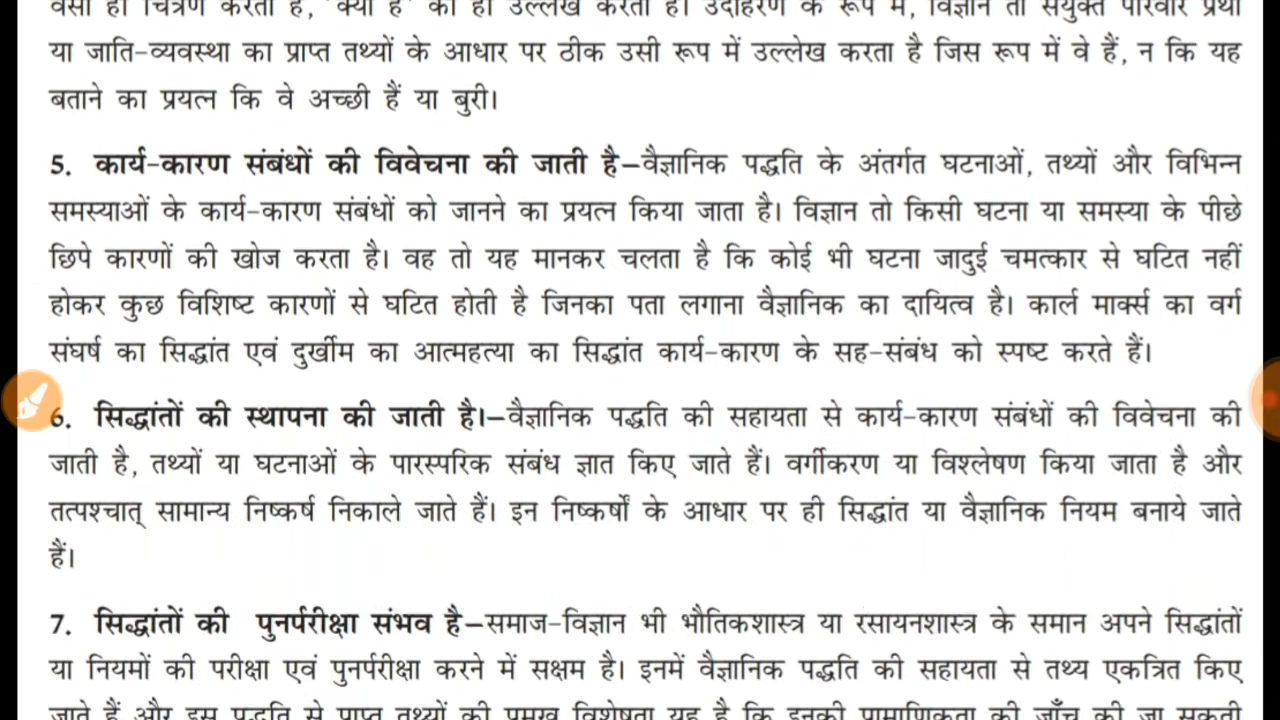 वैसा ही चित्रण करता है, 'क्या है' का ही उल्लेख करता है। उदाहरण के रूप में, विज्ञान तो संयुक्त परिवार प्रथा
या जाति-व्यवस्था का प्राप्त तथ्यों के आधार पर ठीक उसी रूप में उल्लेख करता है जिस रूप में वे हैं, न कि यह
बताने का प्रयत्न कि वे अच्छी हैं या बुरी।
5. कार्य-कारण संबंधों की विवेचना की जाती है—वैज्ञानिक पद्धति के अंतर्गत घटनाओं, तथ्यों और विभिन्न
समस्याओं के कार्य-कारण संबंधों को जानने का प्रयत्न किया जाता है। विज्ञान तो किसी घटना या समस्या के पीछे
छिपे कारणों की खोज करता है। वह तो यह मानकर चलता है कि कोई भी घटना जादुई चमत्कार से घटित नहीं
होकर कुछ विशिष्ट कारणों से घटित होती है जिनका पता लगाना वैज्ञानिक का दायित्व है। कार्ल मार्क्स का वर्ग
संघर्ष का सिद्धांत एवं दुर्खीम का आत्महत्या का सिद्धांत कार्य-कारण के सह-संबंध को स्पष्ट करते हैं।
6. सिद्धांतों की स्थापना की जाती है।—वैज्ञानिक पद्धति की सहायता से कार्य-कारण संबंधों की विवेचना की
जाती है, तथ्यों या घटनाओं के पारस्परिक संबंध ज्ञात किए जाते हैं। वर्गीकरण या विश्लेषण किया जाता है और
तत्पश्चात् सामान्य निष्कर्ष निकाले जाते हैं। इन निष्कर्षों के आधार पर ही सिद्धांत या वैज्ञानिक नियम बनाये जाते
हैं।
7. सिद्धांतों की पुनर्परीक्षा संभव है—समाज-विज्ञान भी भौतिकशास्त्र या रसायनशास्त्र के समान अपने सिद्धांतों
या नियमों की परीक्षा एवं पुनर्परीक्षा करने में सक्षम है। इनमें वैज्ञानिक पद्धति की सहायता से तथ्य एकत्रित किए
जाते हैं और इस पद्धति से प्राप्त तथ्यों की प्रमुख विशेषता यह है कि इनकी प्रामाणिकता की जाँच की जा सकती